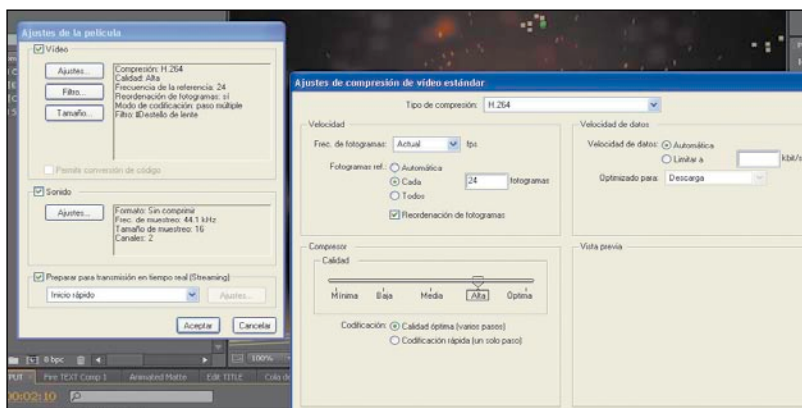 Ajustes de la película
Vídeo
Ajustes...
Filtro...
Tamaño...
Compresión: H.264
Calidad: Alta
Frecuencia de la referencia: 24
Reordenación de fotogramas: sí
Modo de codificación: paso múltiple
Filtro: Destello de lente
Permite conversión de código
Sonido
Ajustes...
Formato: Sin comprimir
Frec. de muestreo: 44.1 kHz
Tamaño de muestreo: 16
Canales: 2
Preparar para transmisión en tiempo real (Streaming)
Inicio rápido
Ajustes...
Aceptar
Cancelar
Ajustes de compresión de vídeo estándar
Tipo de compresión: H.264
Velocidad
Frec. de fotogramas: Actual fps
Fotogramas ref.: Automática
Cada 24 fotogramas
Todos
Reordenación de fotogramas
Velocidad de datos
Velocidad de datos: Automática
Limitar a kbit/s
Optimizado para: Descarga
Compresor
Calidad
Mínima Baja Media Alta Óptima
Codificación: Calidad óptima (varios pasos)
Codificación rápida (un solo paso)
Vista previa
8 bpc
100%
PUT Fire TEXT Comp 1 Animated Matte Edit TITLE Cola de
0:00:02:10